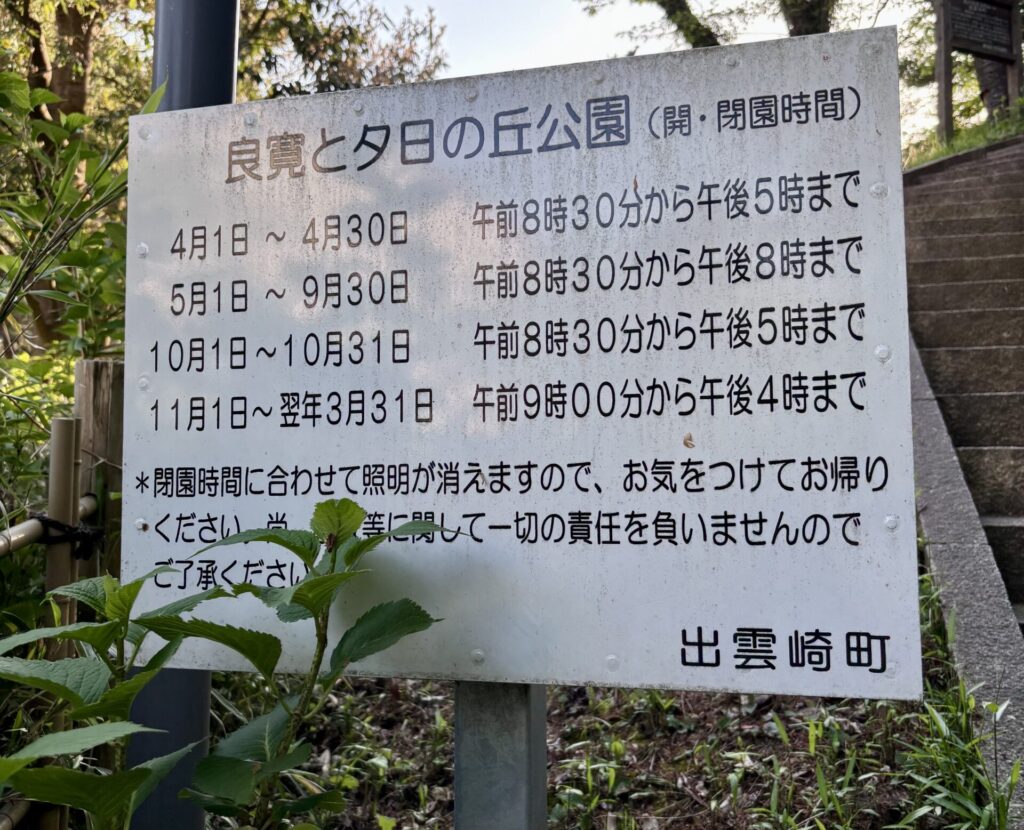 良寛と夕日の丘公園（開・閉園時間）
4月1日 ～ 4月30日 午前8時30分から午後5時まで
5月1日 ～ 9月30日 午前8時30分から午後8時まで
10月1日～10月31日 午前8時30分から午後5時まで
11月1日～翌年3月31日 午前9時00分から午後4時まで
＊閉園時間に合わせて照明が消えますので、お気をつけてお帰り
ください 尚 等に関して一切の責任を負いませんので
ご了承ください
出雲崎町